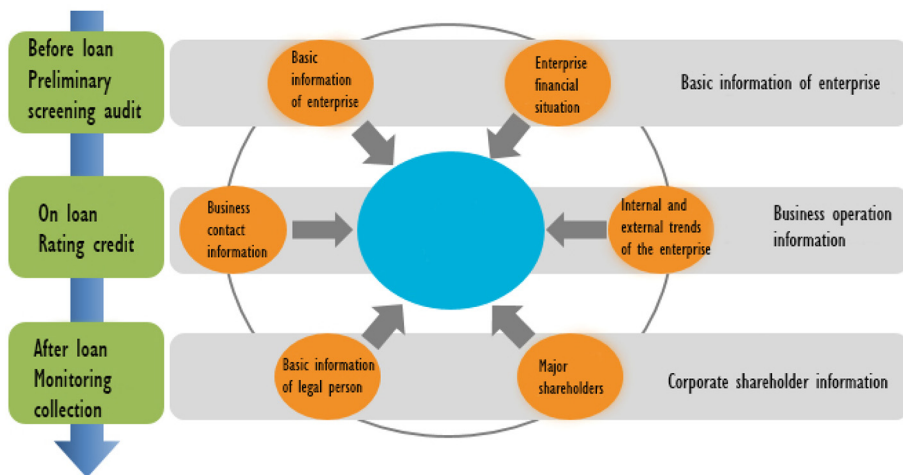 Before loan
Preliminary
screening audit
Basic
information
of enterprise
Enterprise
financial
situation
Basic information of enterprise
On loan
Rating credit
Business
contact
information
Internal and
external trends
of the enterprise
Business operation
information
After loan
Monitoring
collection
Basic information
of legal person
Major
shareholders
Corporate shareholder information